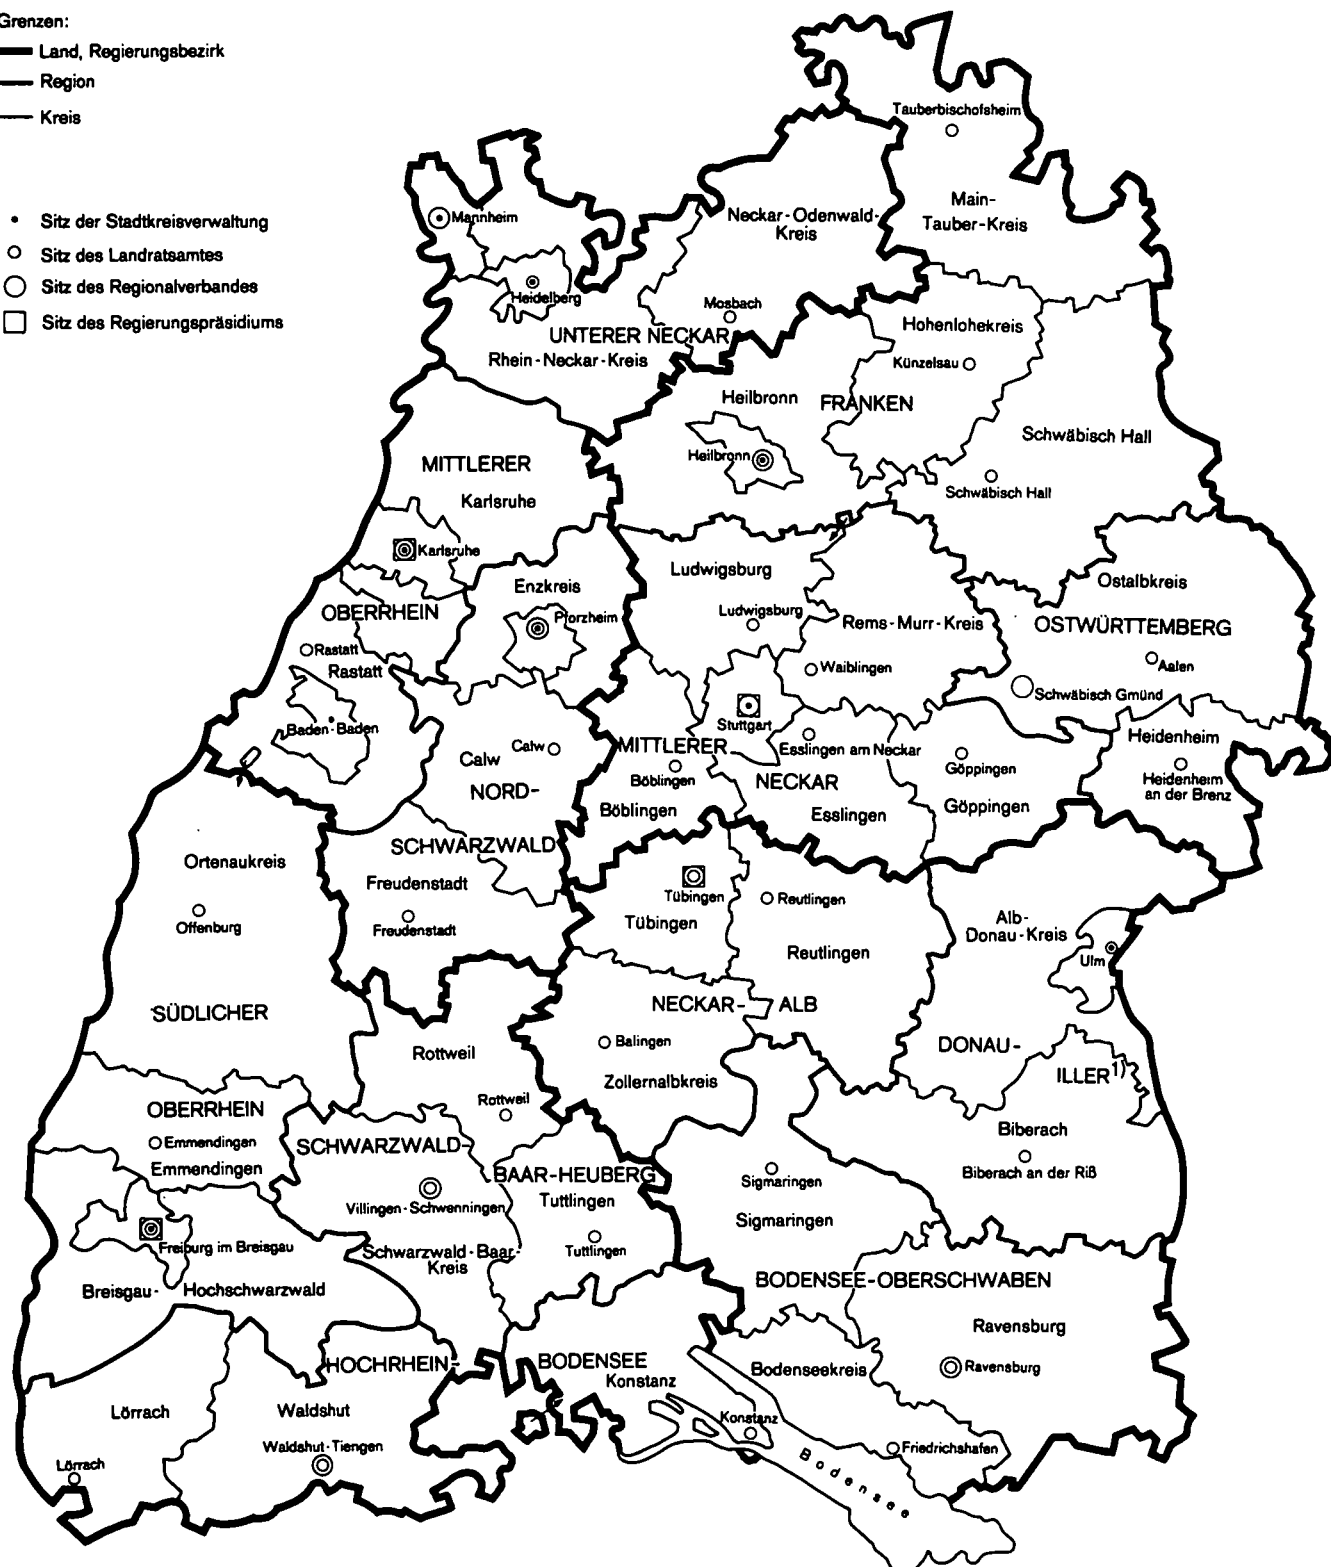 Grenzen:
Land, Regierungsbezirk
Region
Kreis
Sitz der Stadtkreisverwaltung
Sitz des Landratsamtes
Sitz des Regionalverbandes
Sitz des Regierungspräsidiums
Tauberbischofsheim
Main-
Tauber-Kreis
Mannheim
Neckar-Odenwald-
Kreis
Heidelberg
Mosbach
UNTERER NECKAR
Rhein-Neckar-Kreis
Hohenlohekreis
Künzelsau
Heilbronn
FRANKEN
Heilbronn
Schwäbisch Hall
Schwäbisch Hall
MITTLERER
Karlsruhe
Karlsruhe
OBERRHEIN
Rastatt
Rastatt
Baden-Baden
Enzkreis
Pforzheim
Ludwigsburg
Ludwigsburg
Rems-Murr-Kreis
Waiblingen
Ostalbkreis
OSTWÜRTTEMBERG
Aalen
Schwäbisch Gmünd
Stuttgart
Calw
Calw
NORD-
SCHWARZWALD
MITTLERER
Böblingen
Böblingen
NECKAR
Esslingen am Neckar
Esslingen
Göppingen
Göppingen
Heidenheim
Heidenheim
an der Brenz
Ortenaukreis
Offenburg
Freudenstadt
Freudenstadt
Tübingen
Tübingen
Reutlingen
Reutlingen
Alb-
Donau-Kreis
Ulm
SÜDLICHER
NECKAR-ALB
Rottweil
Rottweil
Balingen
Zollernalbkreis
DONAU-
ILLER1)
OBERRHEIN
Emmendingen
Emmendingen
SCHWARZWALD-
BAAR-HEUBERG
Villingen-Schwenningen
Tuttlingen
Tuttlingen
Biberach
Biberach an der Riß
Sigmaringen
Sigmaringen
Freiburg im Breisgau
Breisgau-Hochschwarzwald
Schwarzwald-Baar-
Kreis
BODENSEE-OBERSCHWABEN
Ravensburg
Ravensburg
HOCHRHEIN-
BODENSEE
Konstanz
Konstanz
Bodenseekreis
Friedrichshafen
Lörrach
Lörrach
Waldshut
Waldshut-Tiengen
Bodensee